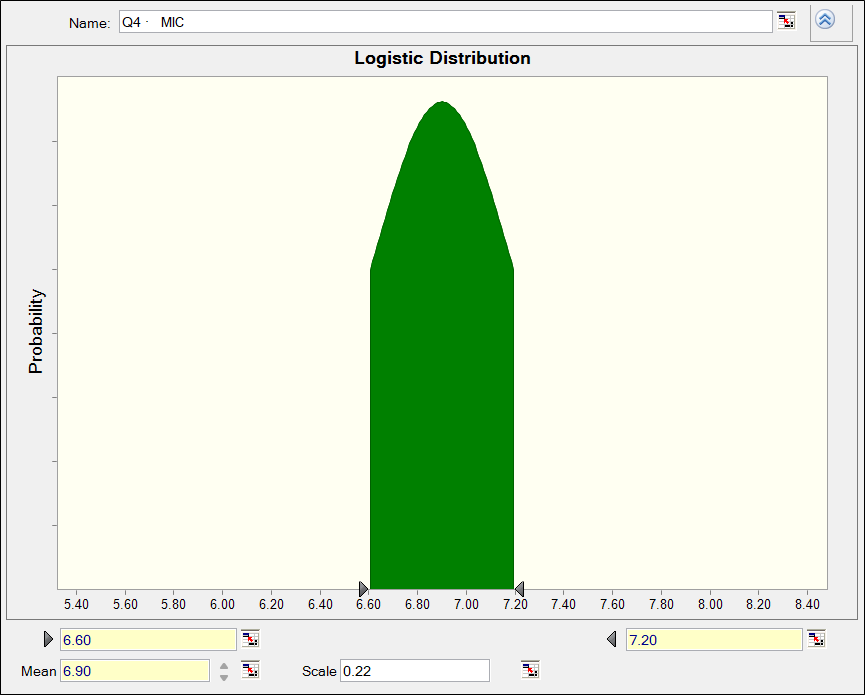 Name: Q4 · MIC
Logistic Distribution
Probability
5.40 5.60 5.80 6.00 6.20 6.40 6.60 6.80 7.00 7.20 7.40 7.60 7.80 8.00 8.20 8.40
6.60 7.20
Mean 6.90 Scale 0.22